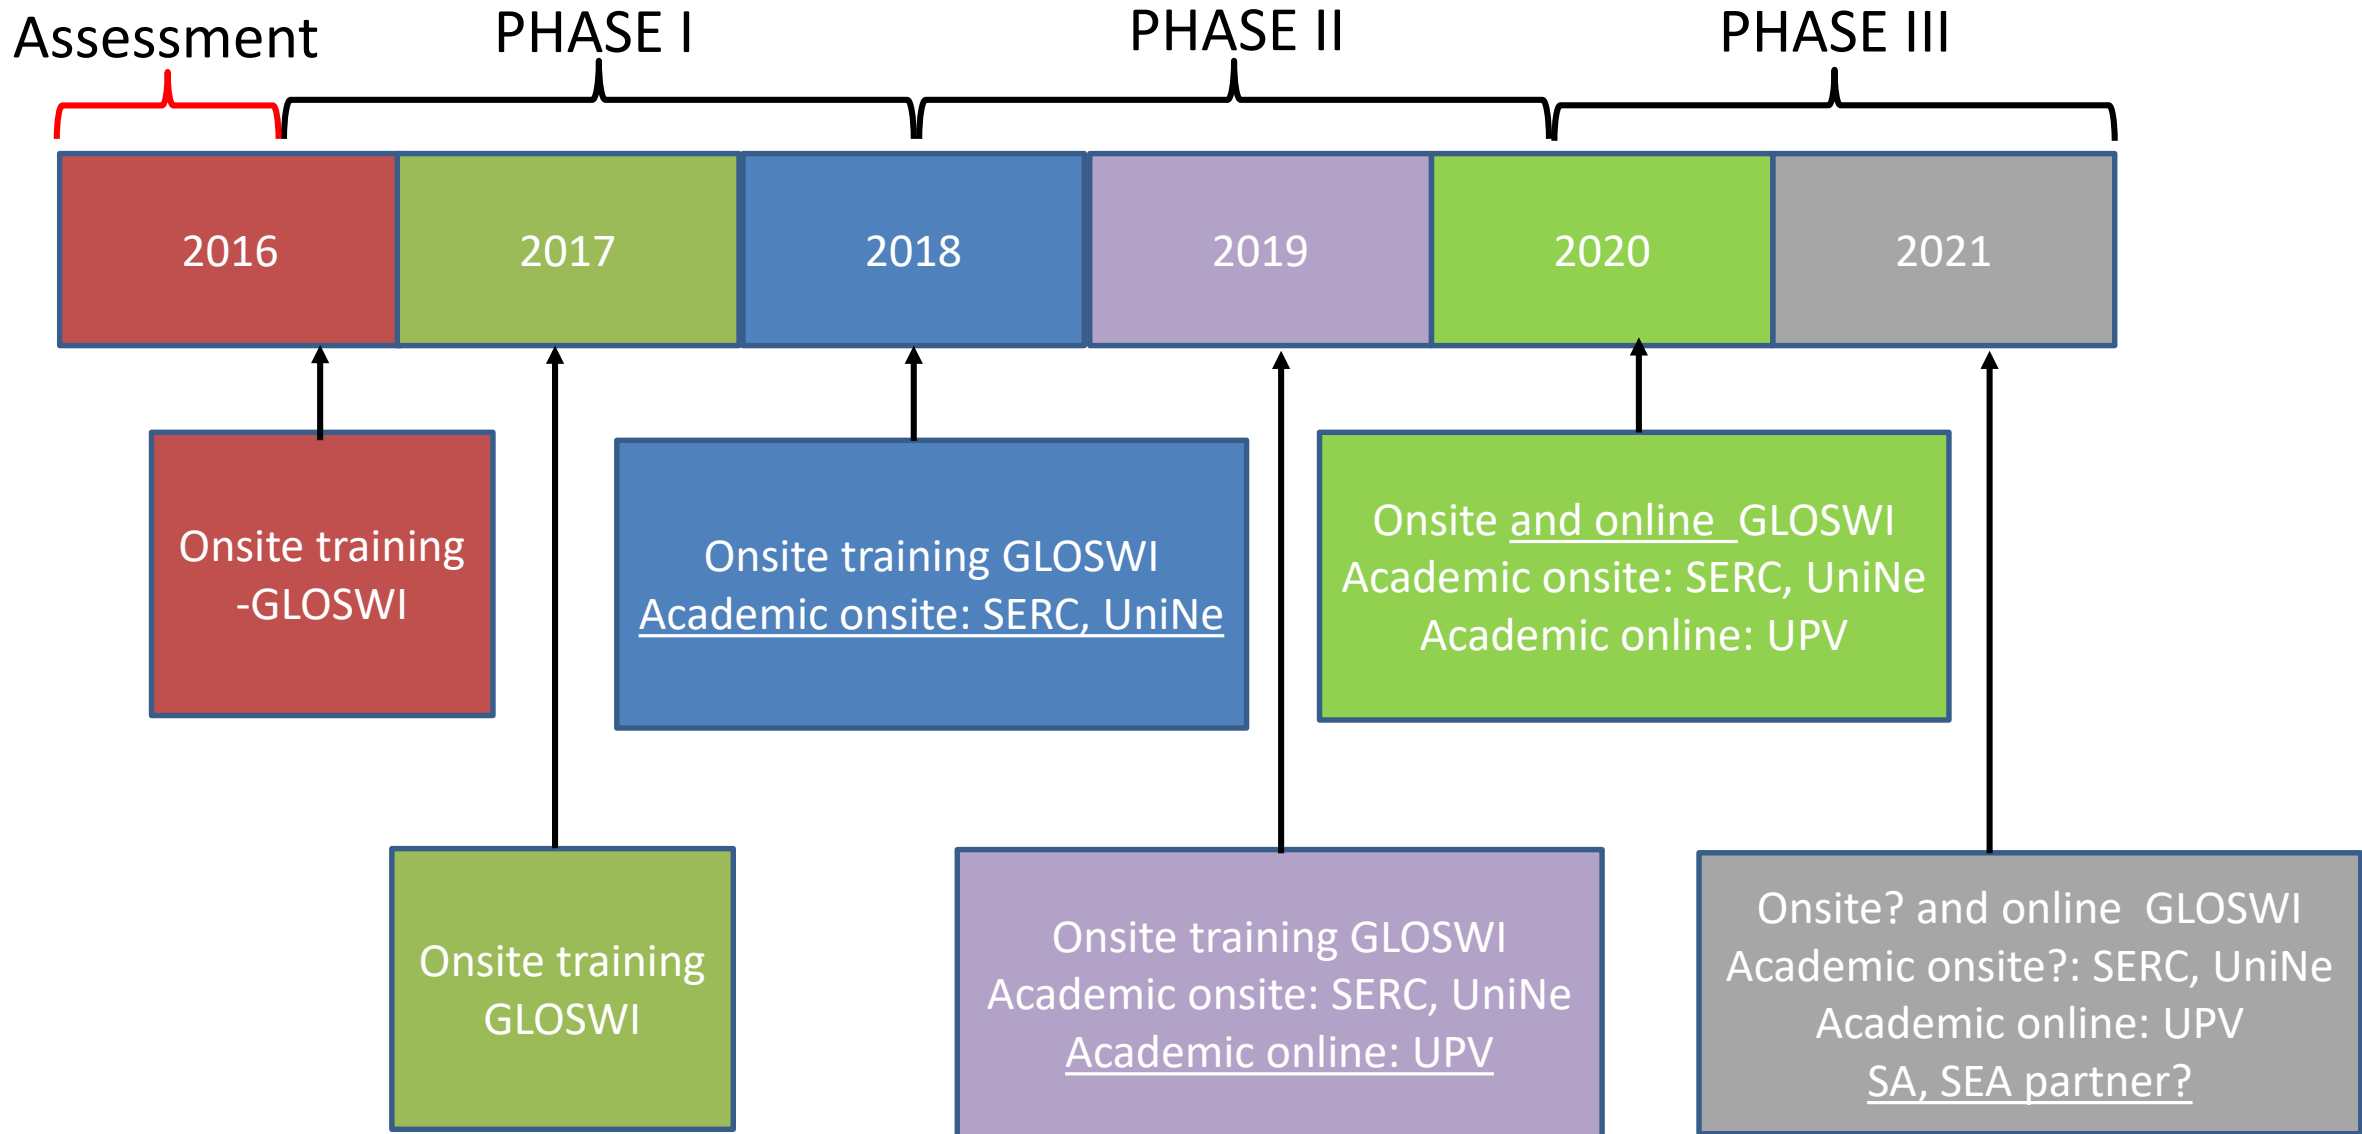 Assessment
PHASE I
PHASE II
PHASE III
2016
2017
2018
2019
2020
2021
Onsite training
-GLOSWI
Onsite training GLOSWI
Academic onsite: SERC, UniNe
Onsite and online GLOSWI
Academic onsite: SERC, UniNe
Academic online: UPV
Onsite training
GLOSWI
Onsite training GLOSWI
Academic onsite: SERC, UniNe
Academic online: UPV
Onsite? and online GLOSWI
Academic onsite?: SERC, UniNe
Academic online: UPV
SA, SEA partner?